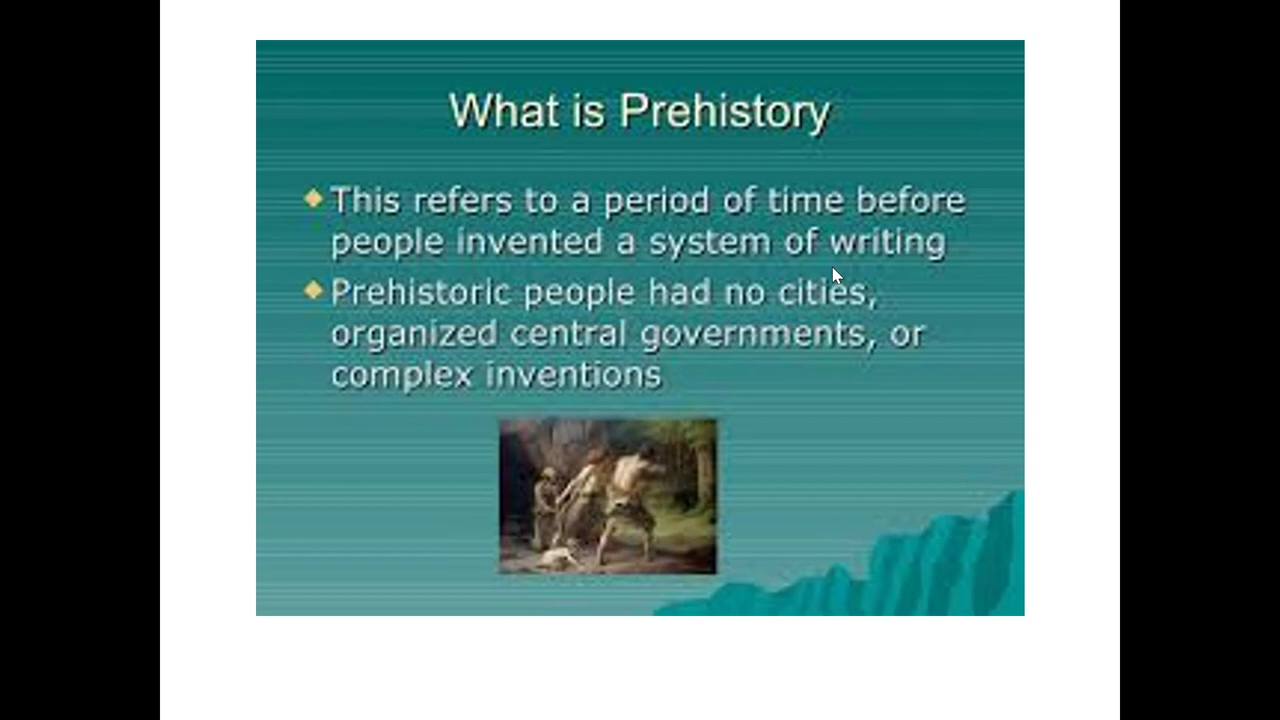 What is Prehistory
This refers to a period of time before
people invented a system of writing
Prehistoric people had no cities,
organized central governments, or
complex inventions